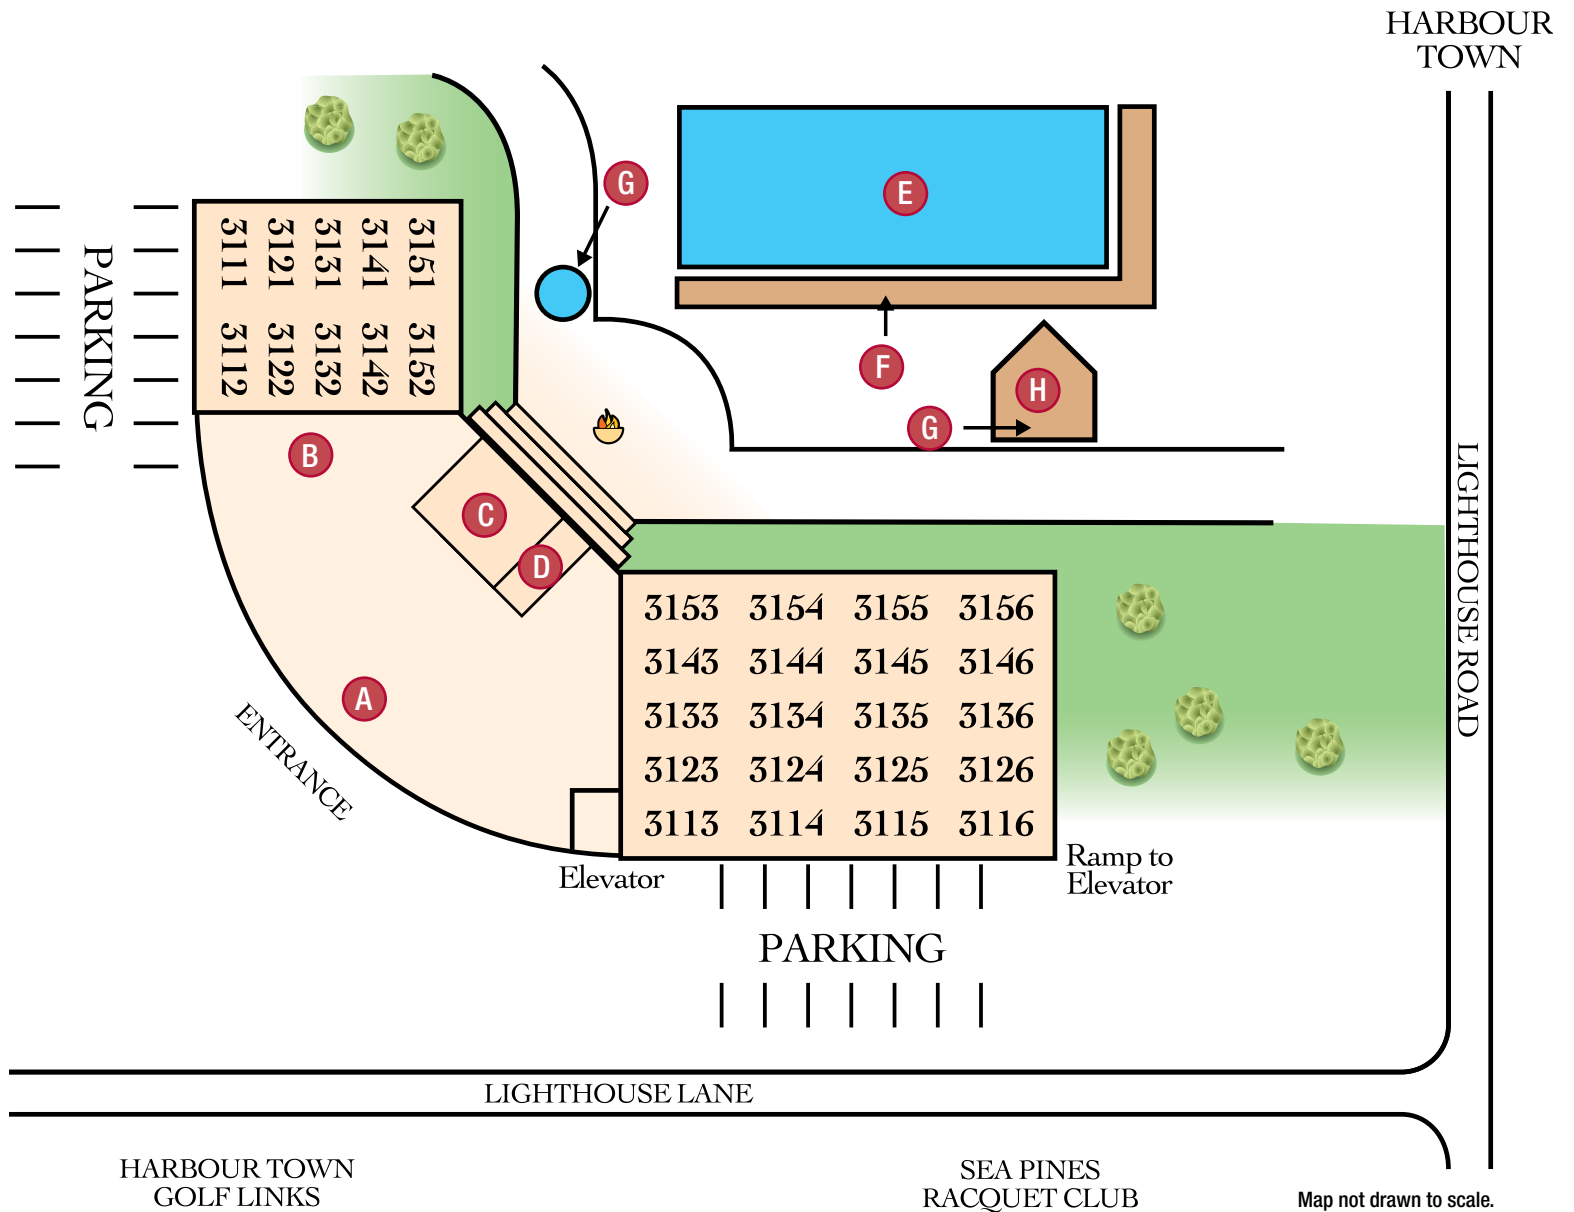 HARBOUR
TOWN
G
E
3111 3121 3131 3141 3151
3112 3122 3132 3142 3152
PARKING
F
H
G
B
C
D
LIGHTHOUSE ROAD
3153 3154 3155 3156
3143 3144 3145 3146
3133 3134 3135 3136
3123 3124 3125 3126
3113 3114 3115 3116
A
ENTRANCE
Elevator
Ramp to
Elevator
PARKING
LIGHTHOUSE LANE
HARBOUR TOWN
GOLF LINKS
SEA PINES
RACQUET CLUB
Map not drawn to scale.